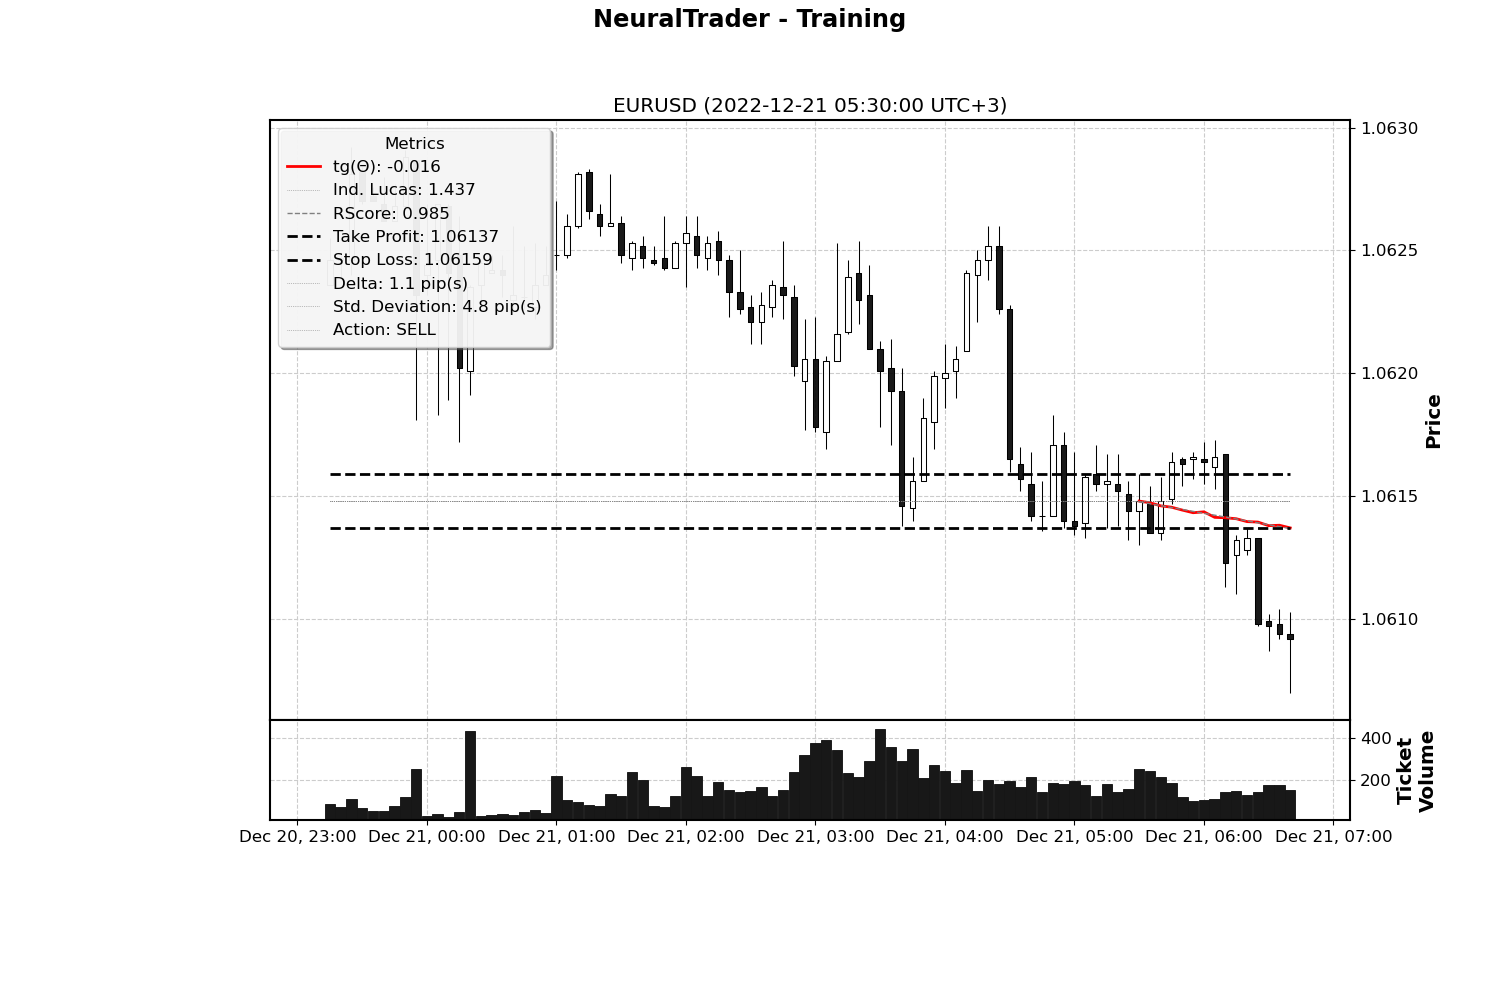 NeuralTrader - Training
EURUSD (2022-12-21 05:30:00 UTC+3)
Metrics
tg(Θ): -0.016
Ind. Lucas: 1.437
RScore: 0.985
Take Profit: 1.06137
Stop Loss: 1.06159
Delta: 1.1 pip(s)
Std. Deviation: 4.8 pip(s)
Action: SELL
1.0630
1.0625
1.0620
1.0615
1.0610
Price
400
200
Ticket
Volume
Dec 20, 23:00 Dec 21, 00:00 Dec 21, 01:00 Dec 21, 02:00 Dec 21, 03:00 Dec 21, 04:00 Dec 21, 05:00 Dec 21, 06:00 Dec 21, 07:00